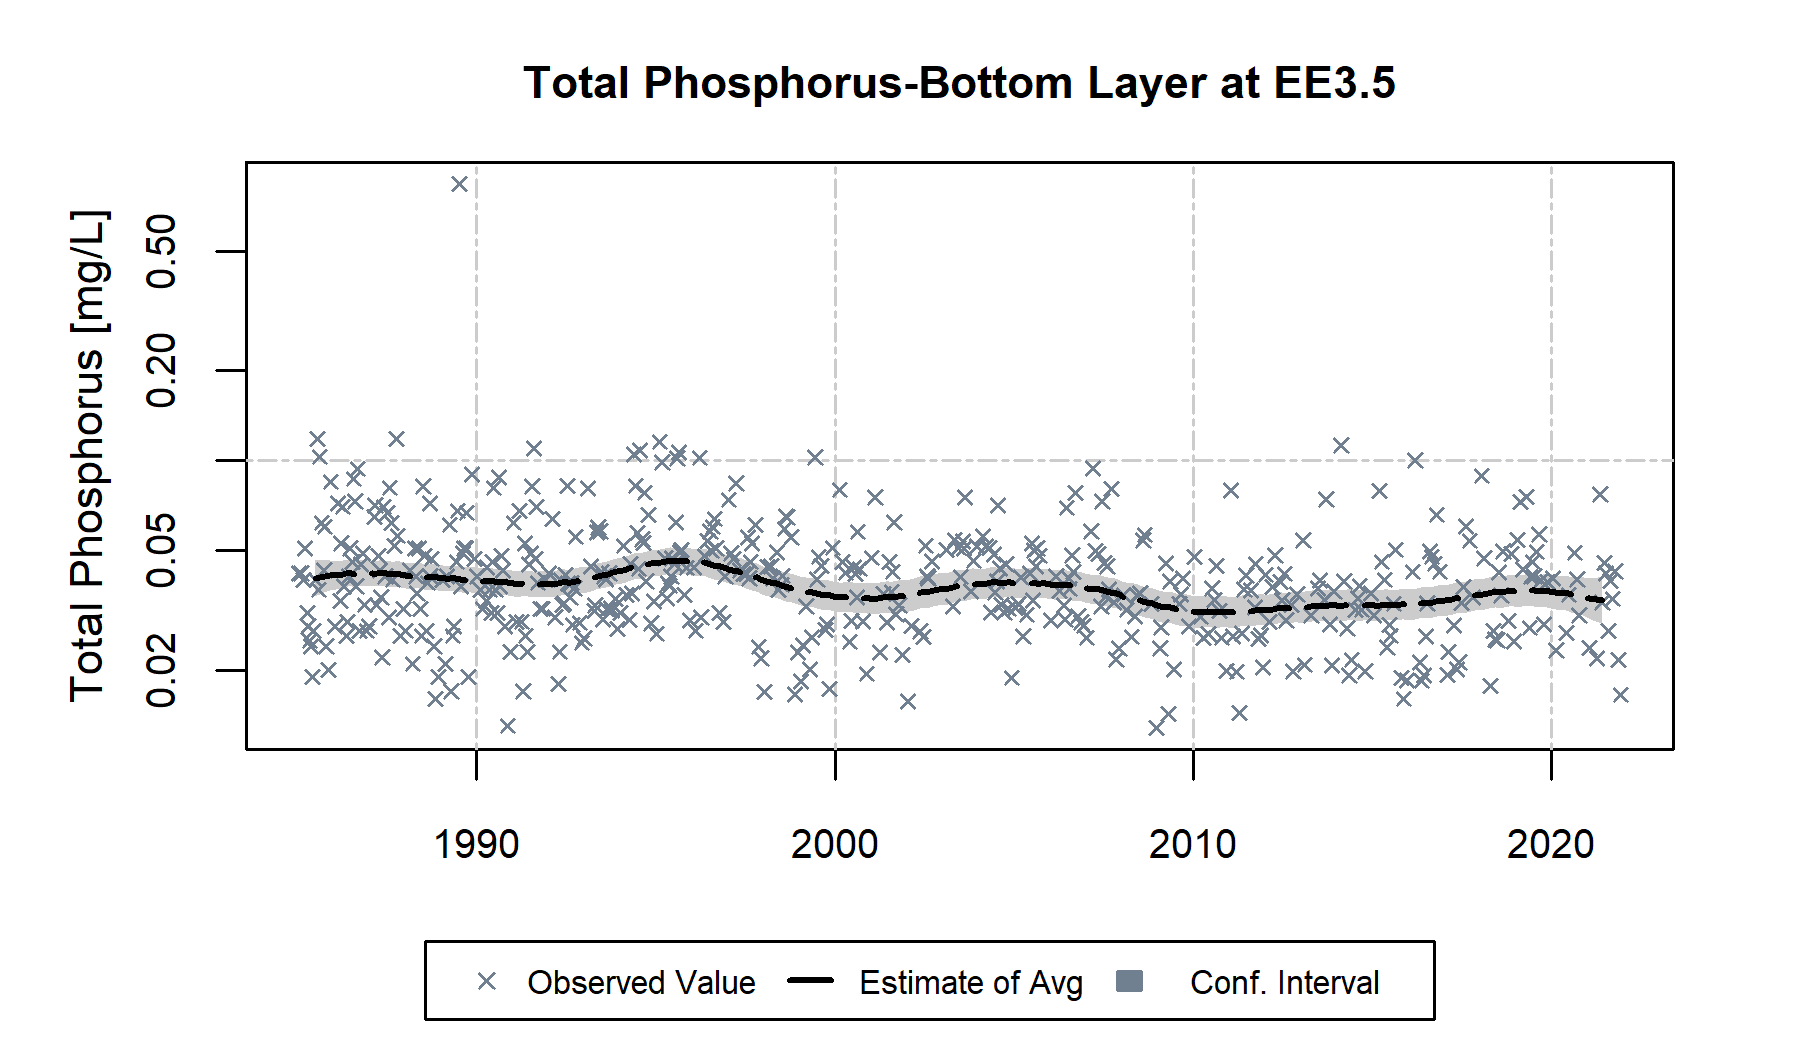 Total Phosphorus-Bottom Layer at EE3.5
Total Phosphorus [mg/L]
0.50
0.20
0.05
0.02
1990 2000 2010 2020
Observed Value Estimate of Avg Conf. Interval